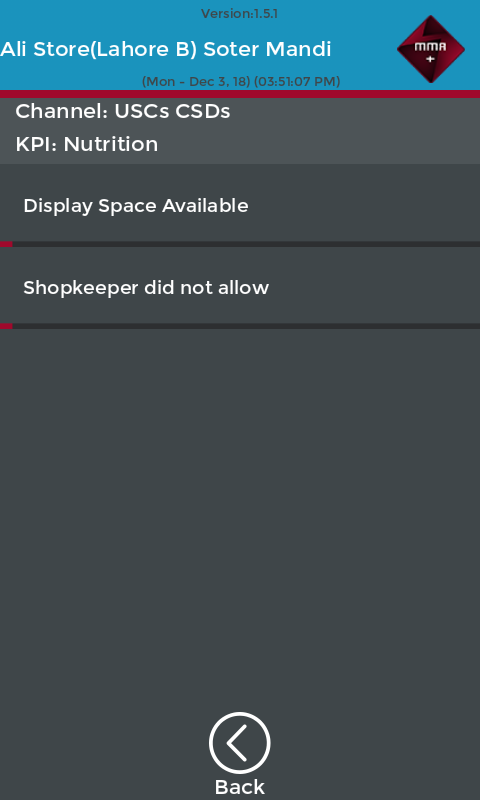 Version:1.5.1
Ali Store(Lahore B) Soter Mandi
MMA
+
(Mon - Dec 3, 18) (03:51:07 PM)
Channel: USCs CSDs
KPI: Nutrition
Display Space Available
Shopkeeper did not allow
Back